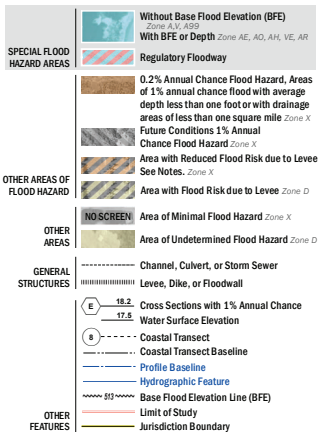 Without Base Flood Elevation (BFE)
Zone A,V, A99
With BFE or Depth Zone AE, AO, AH, VE, AR
SPECIAL FLOOD
HAZARD AREAS
Regulatory Floodway
0.2% Annual Chance Flood Hazard, Areas
of 1% annual chance flood with average
depth less than one foot or with drainage
areas of less than one square mile Zone X
Future Conditions 1% Annual
Chance Flood Hazard Zone X
Area with Reduced Flood Risk due to Levee
See Notes. Zone X
OTHER AREAS OF
FLOOD HAZARD
Area with Flood Risk due to Levee Zone D
NO SCREEN Area of Minimal Flood Hazard Zone X
OTHER
AREAS
Area of Undetermined Flood Hazard Zone D
GENERAL
STRUCTURES
Channel, Culvert, or Storm Sewer
Levee, Dike, or Floodwall
E 18.2 Cross Sections with 1% Annual Chance
17.5 Water Surface Elevation
8 Coastal Transect
Coastal Transect Baseline
Profile Baseline
Hydrographic Feature
513 Base Flood Elevation Line (BFE)
Limit of Study
Jurisdiction Boundary
OTHER
FEATURES